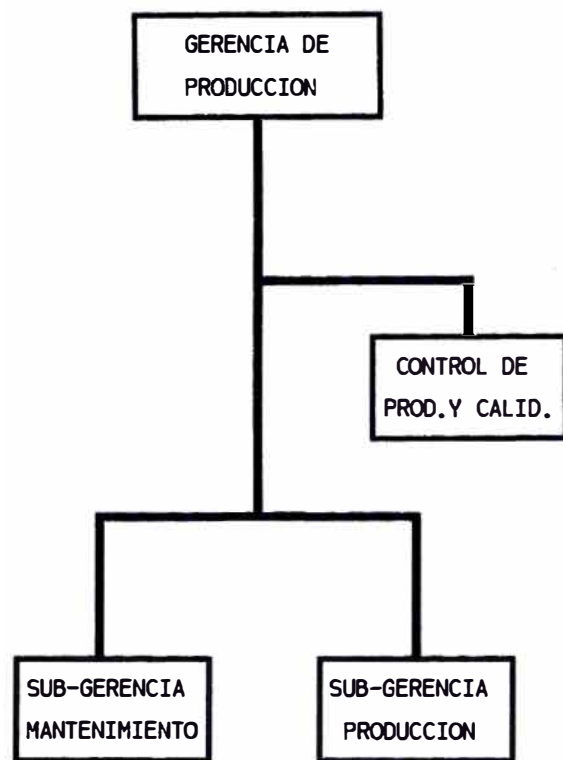 GERENCIA DE
PRODUCCION
CONTROL DE
PROD.Y CALID.
SUB-GERENCIA
MANTENIMIENTO
SUB-GERENCIA
PRODUCCION